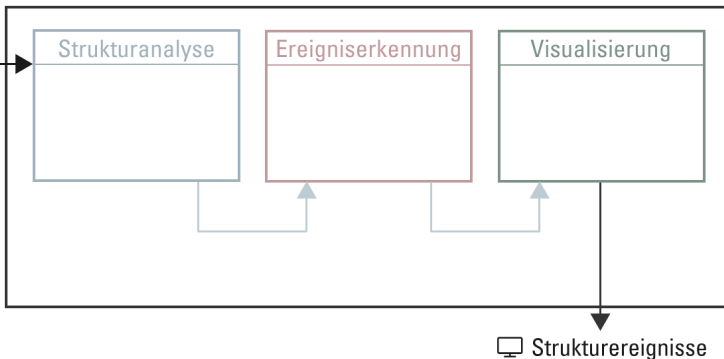 Strukturanalyse
Ereigniserkennung
Visualisierung
Strukturereignisse